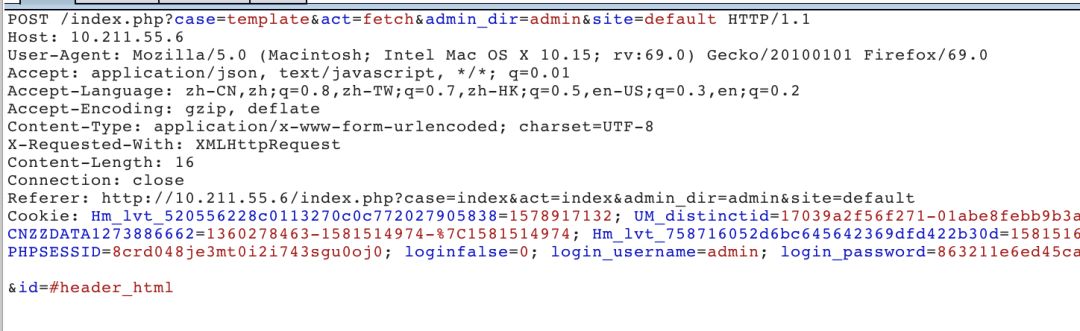 POST /index.php?case=template&act=fetch&admin_dir=admin&site=default HTTP/1.1
Host: 10.211.55.6
User-Agent: Mozilla/5.0 (Macintosh; Intel Mac OS X 10.15; rv:69.0) Gecko/20100101 Firefox/69.0
Accept: application/json, text/javascript, */*; q=0.01
Accept-Language: zh-CN,zh;q=0.8,zh-TW;q=0.7,zh-HK;q=0.5,en-US;q=0.3,en;q=0.2
Accept-Encoding: gzip, deflate
Content-Type: application/x-www-form-urlencoded; charset=UTF-8
X-Requested-With: XMLHttpRequest
Content-Length: 16
Connection: close
Referer: http://10.211.55.6/index.php?case=index&act=index&admin_dir=admin&site=default
Cookie: Hm_lvt_520556228c0113270c0c772027905838=1578917132; UM_distinctid=17039a2f56f271-01abe8febb9b3a
CNZZDATA1273886662=1360278463-1581514974-%7C1581514974; Hm_lvt_758716052d6bc645642369dfd422b30d=1581516
PHPSESSID=8crd048je3mt0i2i743sgu0oj0; loginfalse=0; login_username=admin; login_password=863211e6ed45ca
&id=#header_html